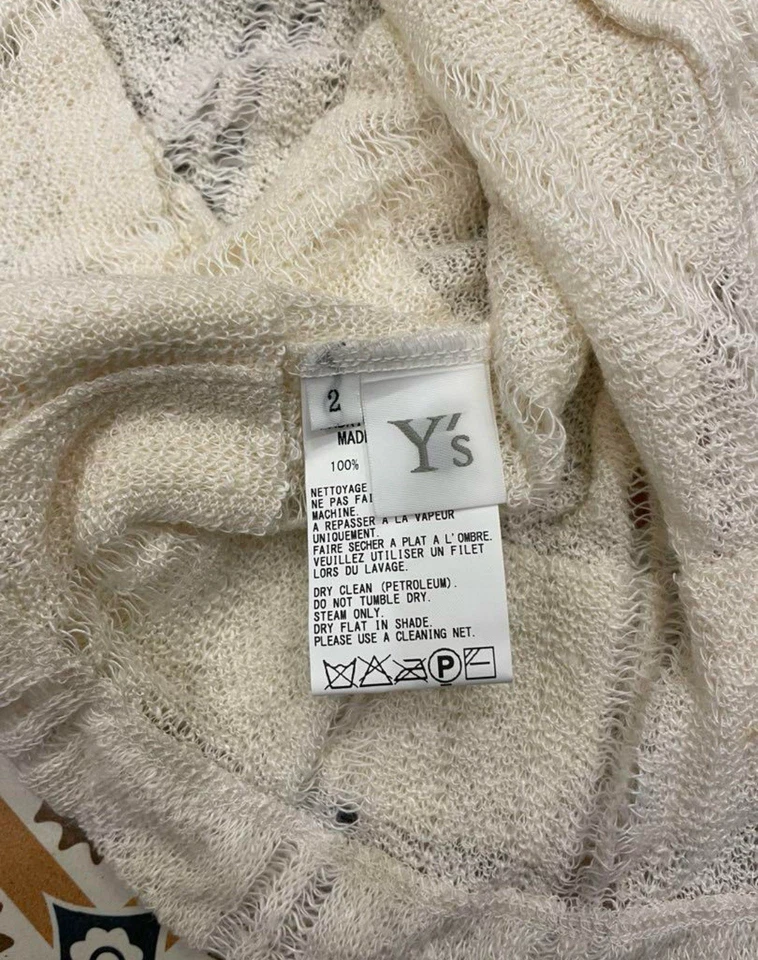 2
Y's
MADE
100%
NETTOYAGE
NE PAS FAI
MACHINE.
A REPASSER A LA VAPEUR
UNIQUEMENT.
FAIRE SECHER A PLAT A L'OMBRE.
VEUILLEZ UTILISER UN FILET
LORS DU LAVAGE.
DRY CLEAN (PETROLEUM).
DO NOT TUMBLE DRY.
STEAM ONLY.
DRY FLAT IN SHADE.
PLEASE USE A CLEANING NET.
P